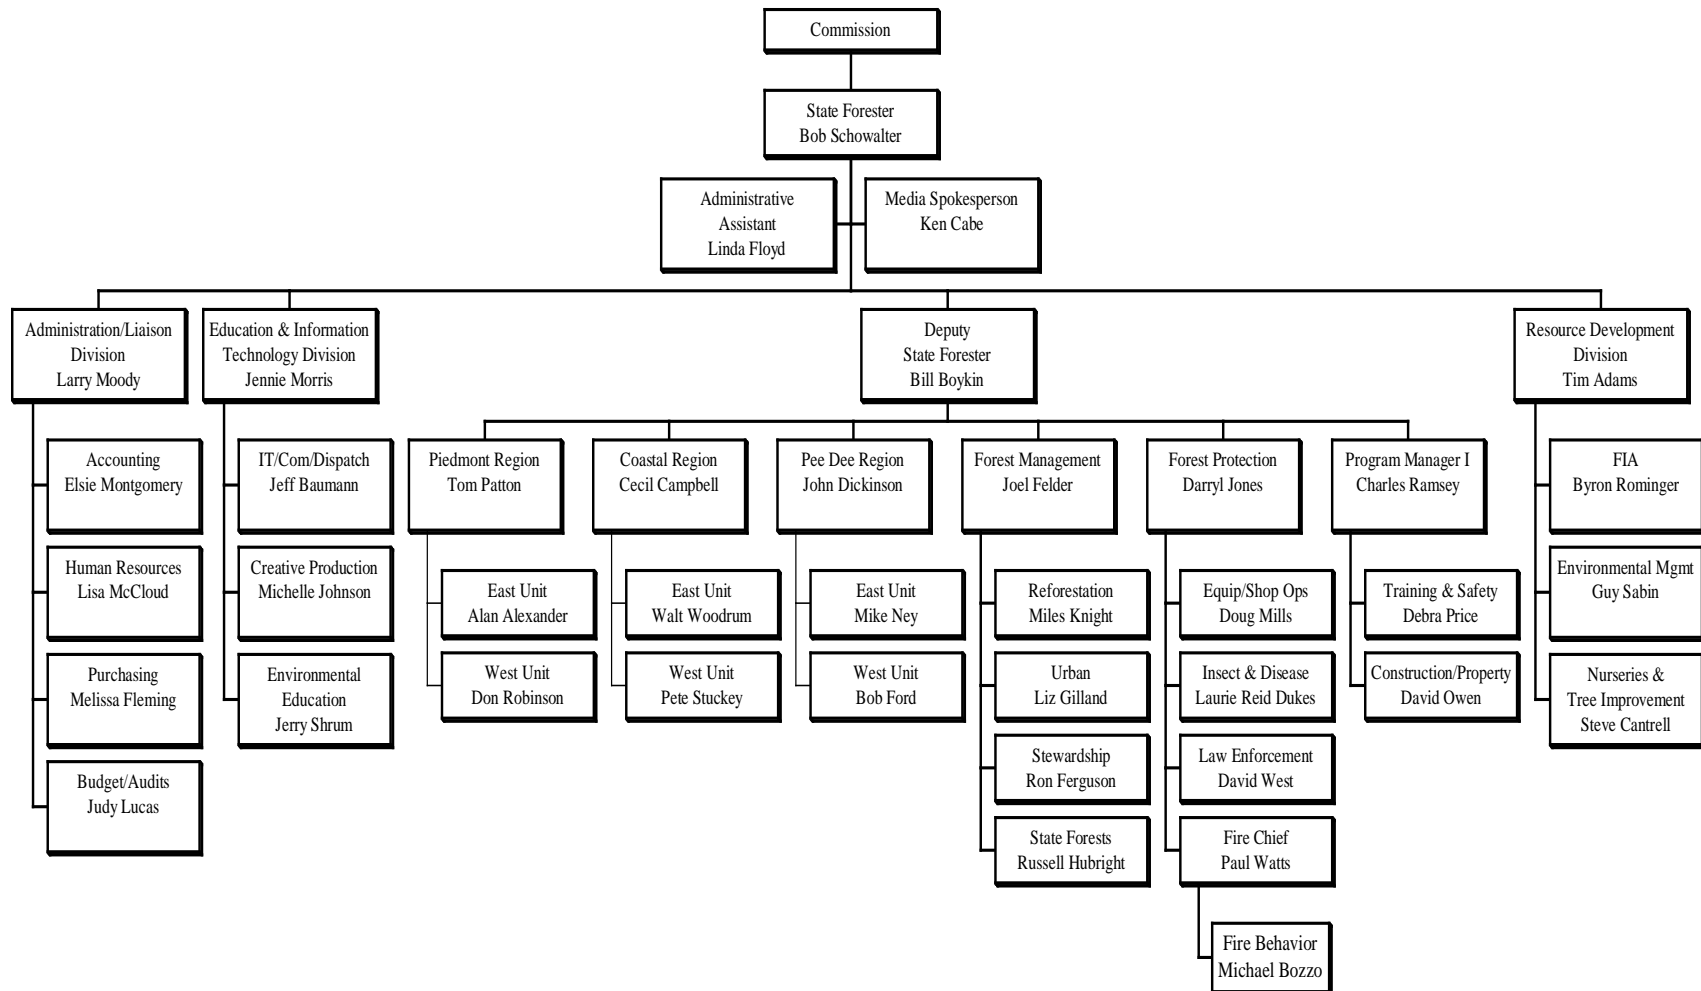 Commission
State Forester
Bob Schowalter
Administrative
Assistant
Linda Floyd
Media Spokesperson
Ken Cabe
Administration/Liaison
Division
Larry Moody
Education & Information
Technology Division
Jennie Morris
Deputy
State Forester
Bill Boykin
Resource Development
Division
Tim Adams
Accounting
Elsie Montgomery
Human Resources
Lisa McCloud
Purchasing
Melissa Fleming
Budget/Audits
Judy Lucas
IT/Com/Dispatch
Jeff Baumann
Creative Production
Michelle Johnson
Environmental
Education
Jerry Shrum
Piedmont Region
Tom Patton
East Unit
Alan Alexander
West Unit
Don Robinson
Coastal Region
Cecil Campbell
East Unit
Walt Woodrum
West Unit
Pete Stuckey
Pee Dee Region
John Dickinson
East Unit
Mike Ney
West Unit
Bob Ford
Forest Management
Joel Felder
Reforestation
Miles Knight
Urban
Liz Gilland
Stewardship
Ron Ferguson
State Forests
Russell Hubright
Forest Protection
Darryl Jones
Equip/Shop Ops
Doug Mills
Insect & Disease
Laurie Reid Dukes
Law Enforcement
David West
Fire Chief
Paul Watts
Fire Behavior
Michael Bozzo
Program Manager I
Charles Ramsey
Training & Safety
Debra Price
Construction/Property
David Owen
FIA
Byron Rominger
Environmental Mgmt
Guy Sabin
Nurseries &
Tree Improvement
Steve Cantrell